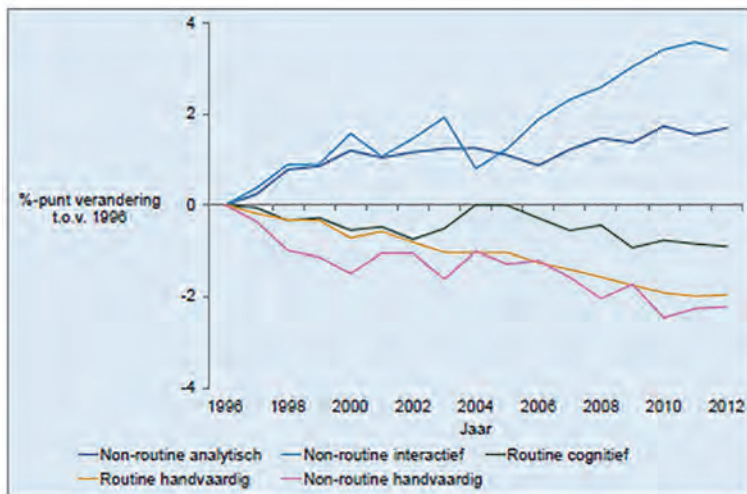 4
2
%-punt verandering
t.o.v. 1996
0
-2
-4
1996 1998 2000 2002 2004 2006 2008 2010 2012
Jaar
Non-routine analytisch Non-routine interactief Routine cognitief
Routine handvaardig Non-routine handvaardig